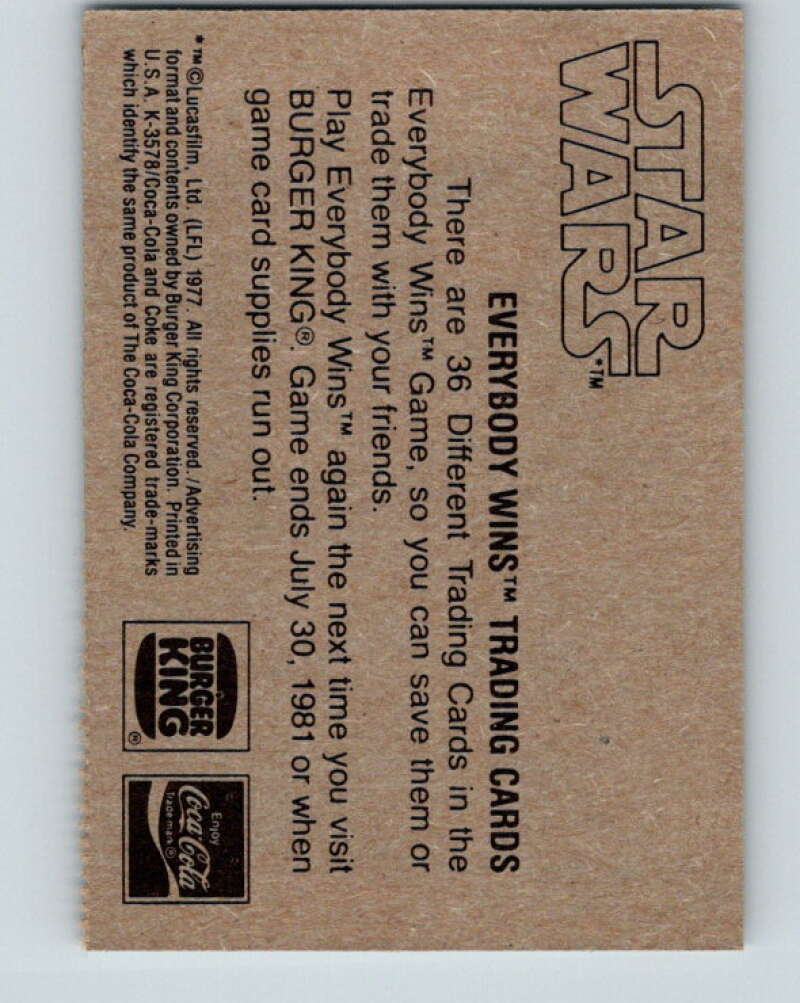 STAR
WARS*™
EVERYBODY WINS™ TRADING CARDS
There are 36 Different Trading Cards in the
Everybody Wins™ Game, so you can save them or
trade them with your friends.
Play Everybody Wins™ again the next time you visit
BURGER KING®. Game ends July 30, 1981 or when
game card supplies run out.
*™©Lucasfilm, Ltd. (LFL) 1977. All rights reserved./Advertising
format and contents owned by Burger King Corporation. Printed in
U.S.A. K-3578/Coca-Cola and Coke are registered trade-marks
which identify the same product of The Coca-Cola Company.
BURGER
KING®
Enjoy
Coca-Cola
Trade-mark®